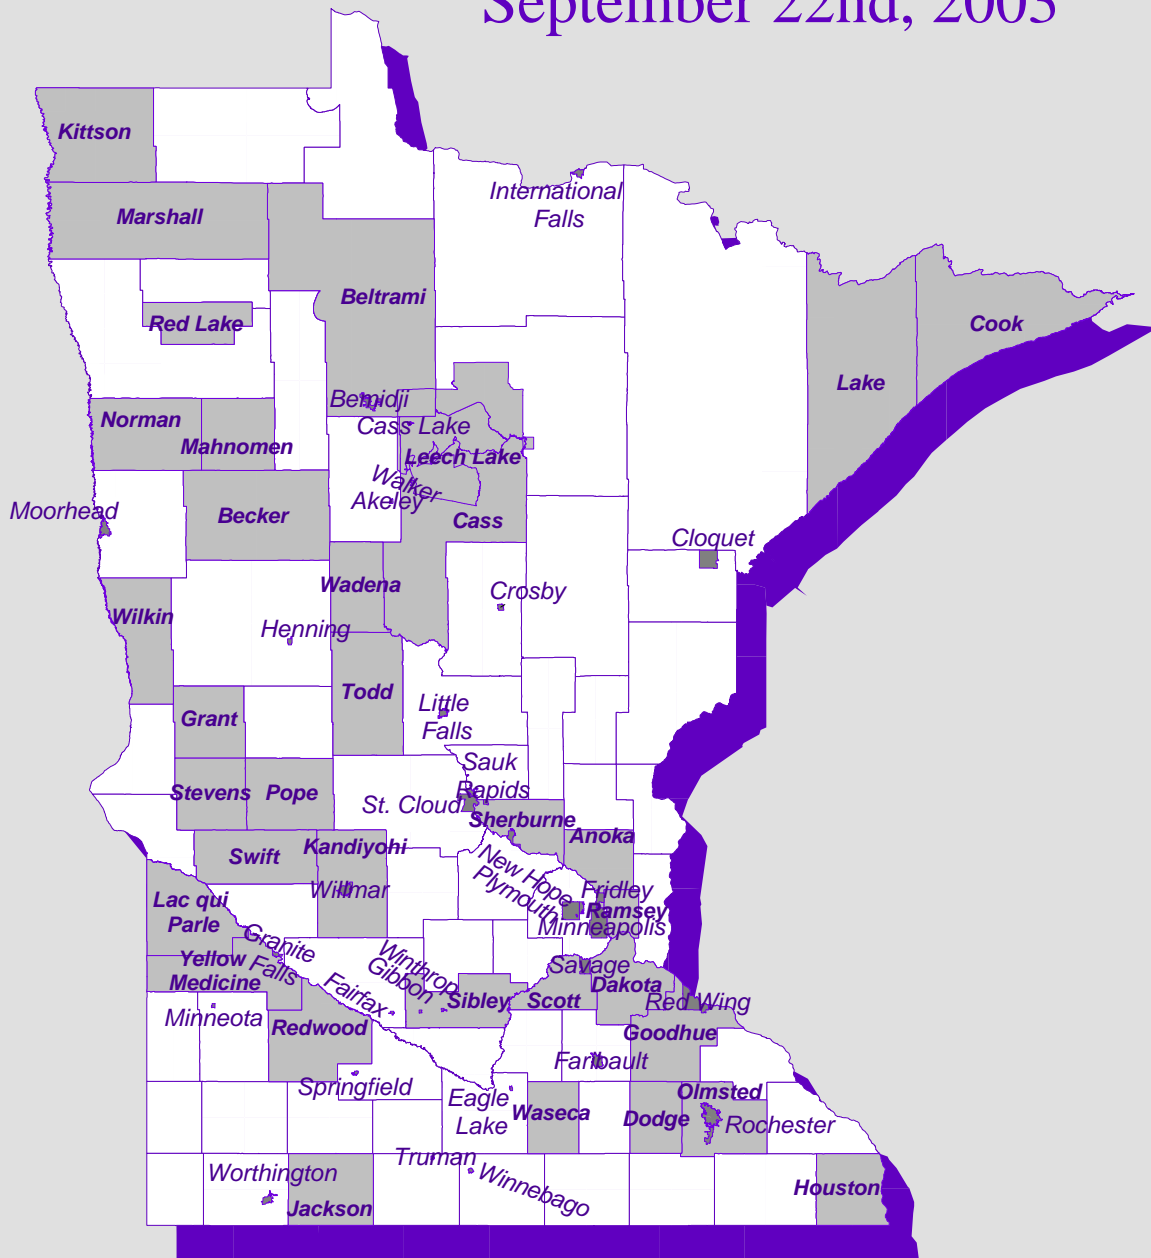 September 22nd, 2005
Kittson
International
Falls
Marshall
Beltrami
Red Lake
Cook
Lake
Bemidji
Norman
Cass Lake
Mahnomen
Leech Lake
Walker
Akeley
Moorhead
Becker
Cass
Cloquet
Wadena
Crosby
Wilkin
Henning
Todd
Little
Falls
Grant
Sauk
Rapids
Stevens
Pope
St. Cloud
Sherburne
Anoka
Kandiyohi
Swift
New Hope
Plymouth
Willmar
Fridley
Lac qui
Parle
Ramsey
Minneapolis
Granite
Falls
Yellow
Medicine
Winthrop
Gibbon
Fairfax
Savage
Dakota
Sibley
Scott
Red Wing
Minneota
Redwood
Goodhue
Faribault
Springfield
Eagle
Lake
Waseca
Dodge
Olmsted
Rochester
Truman
Worthington
Winnebago
Jackson
Houston